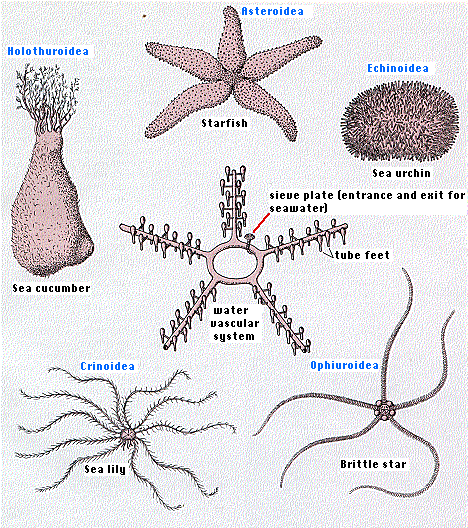 Asteroidea
Holothuroidea
Echinoidea
Starfish
Sea urchin
sieve plate (entrance and exit for
seawater)
tube feet
Sea cucumber
water
vascular
system
Crinoidea
Ophiuroidea
Sea lily
Brittle star